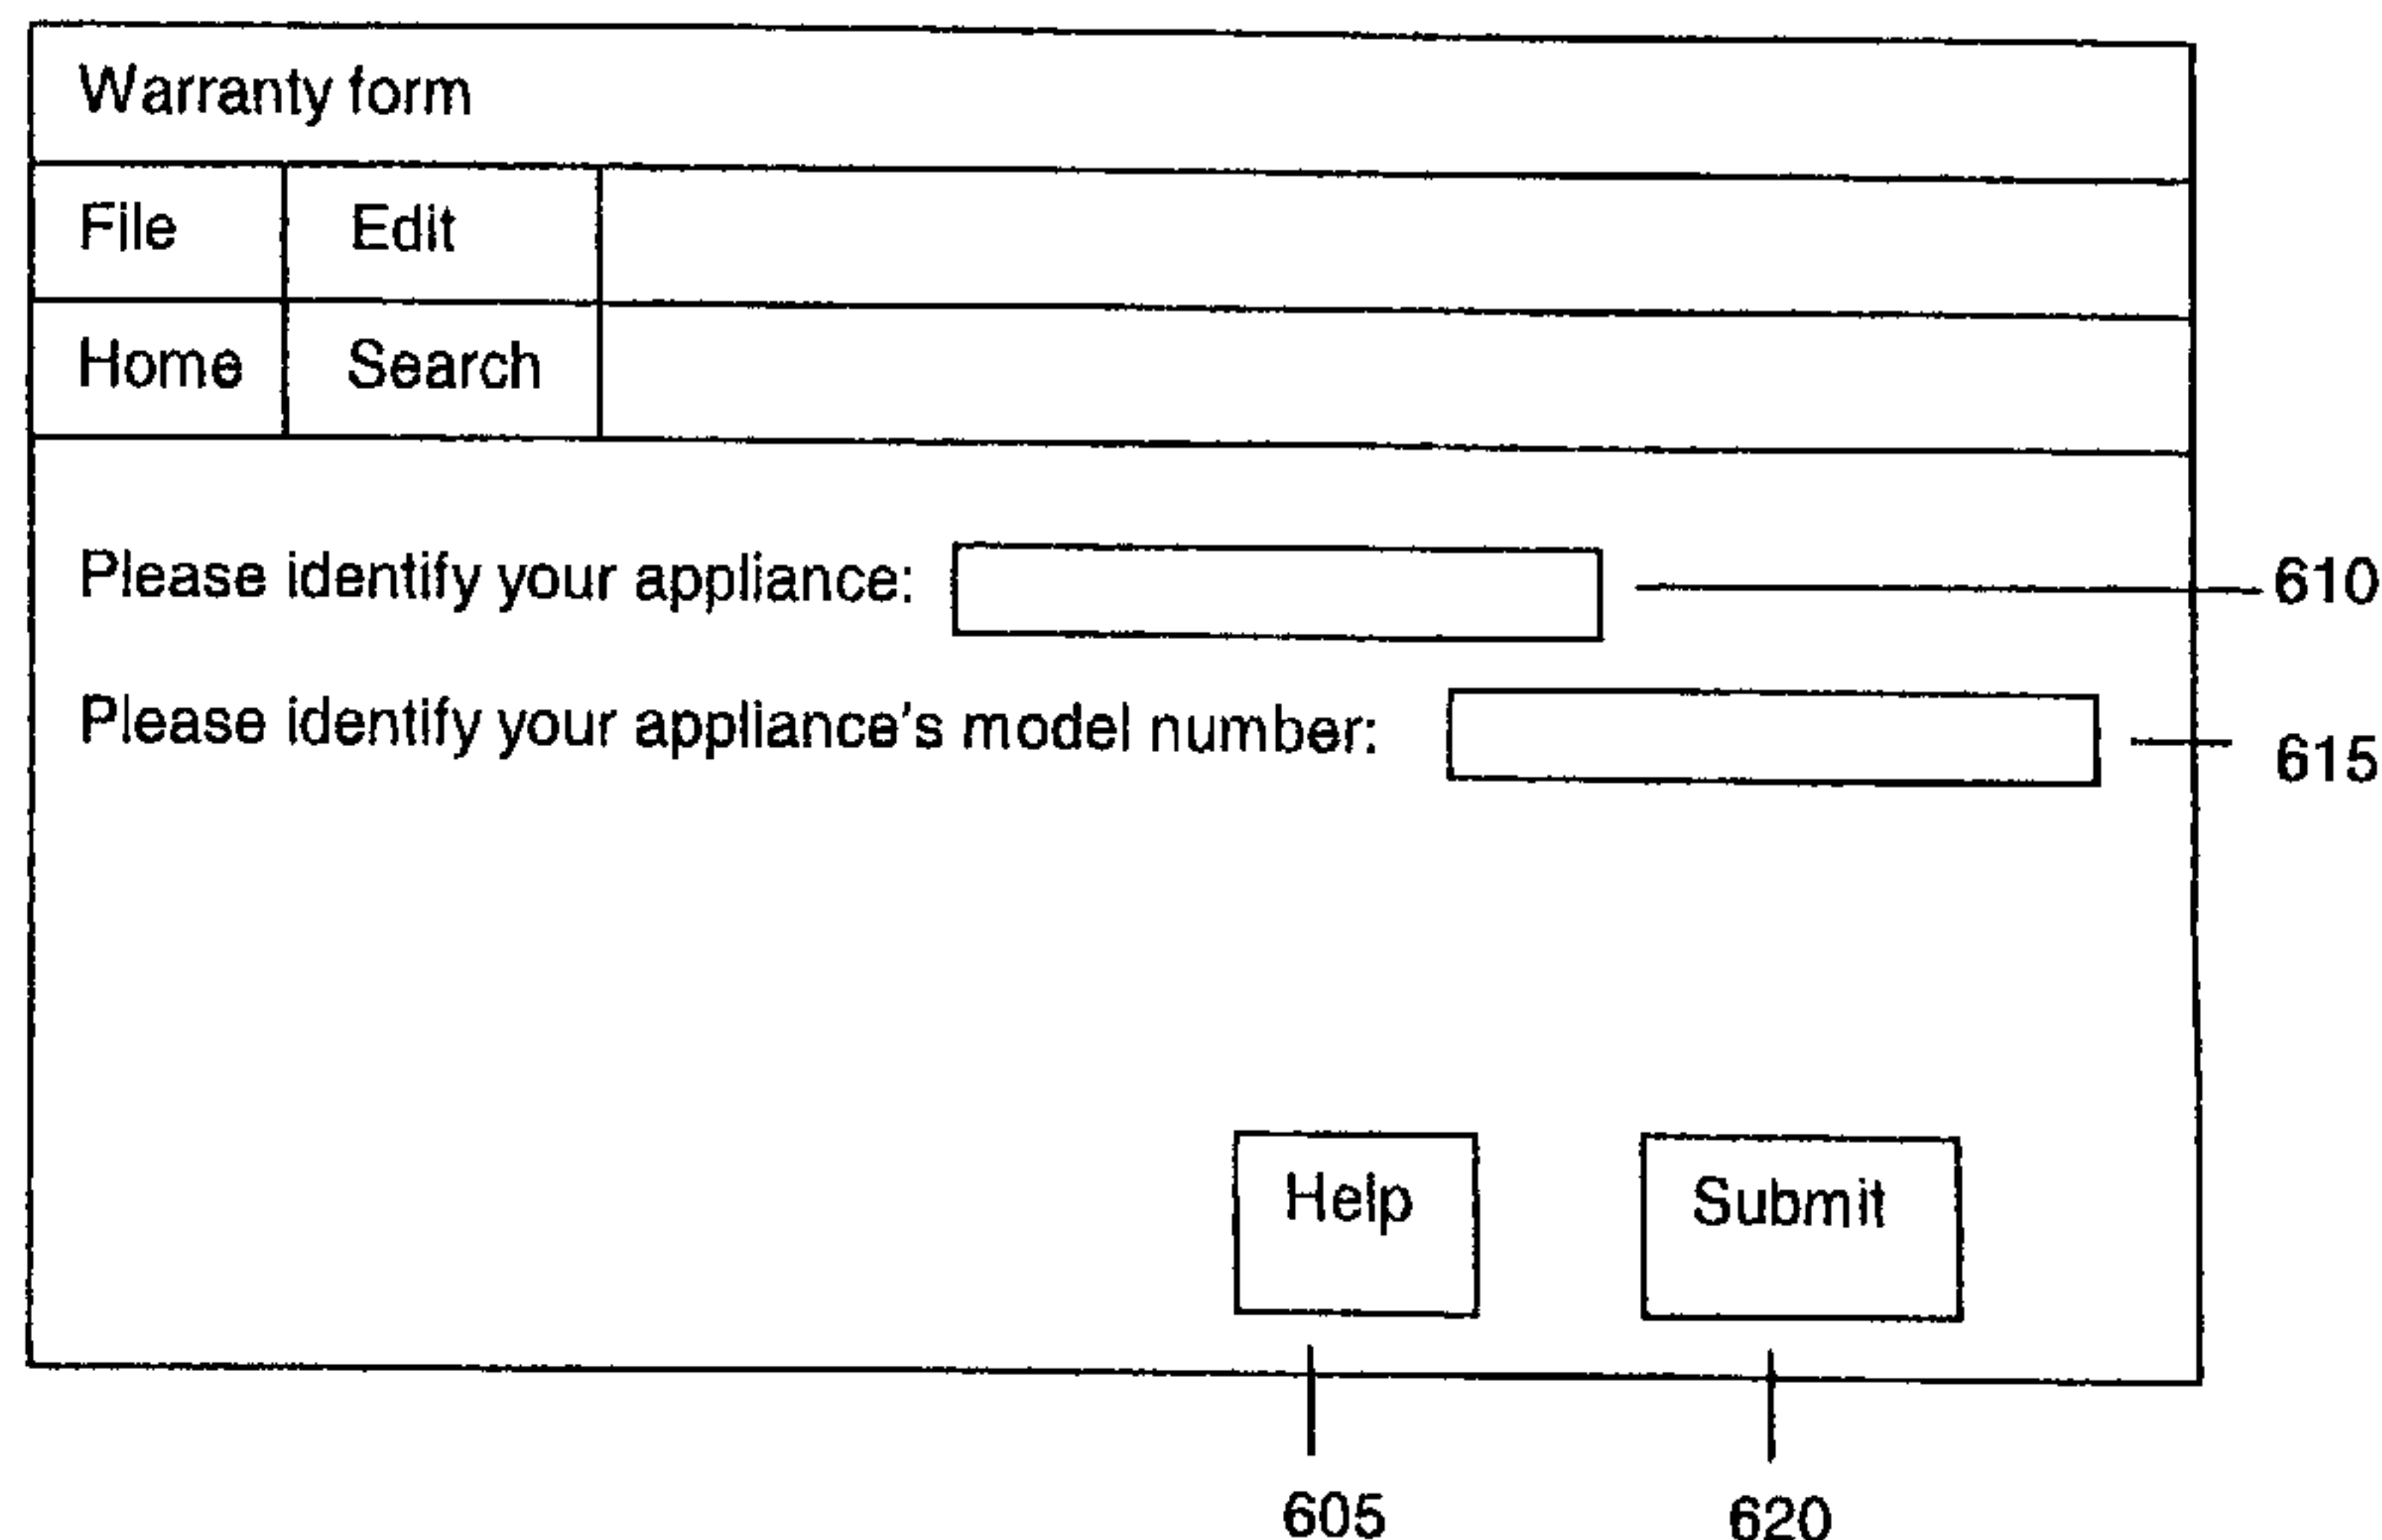 Warranty form
File Edit
Home Search
Please identify your appliance: 610
Please identify your appliance's model number: 615
Help Submit
605 620